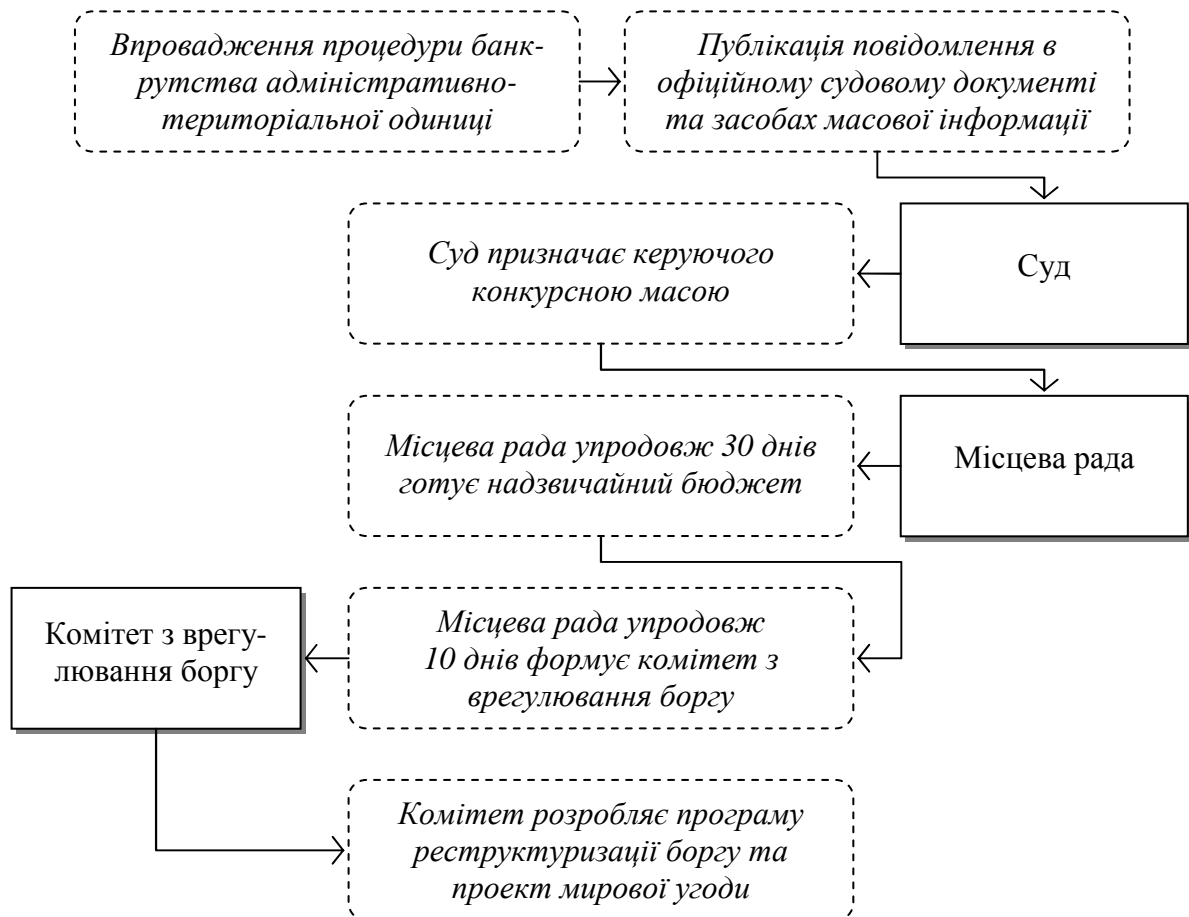 Впровадження процедури банк-
рутства адміністративно-
територіальної одиниці
Публікація повідомлення в
офіційному судовому документі
та засобах масової інформації
Суд призначає керуючого
конкурсною масою
Суд
Місцева рада упродовж 30 днів
готує надзвичайний бюджет
Місцева рада
Комітет з врегу-
лювання боргу
Місцева рада упродовж
10 днів формує комітет з
врегулювання боргу
Комітет розробляє програму
реструктуризації боргу та
проект мирової угоди